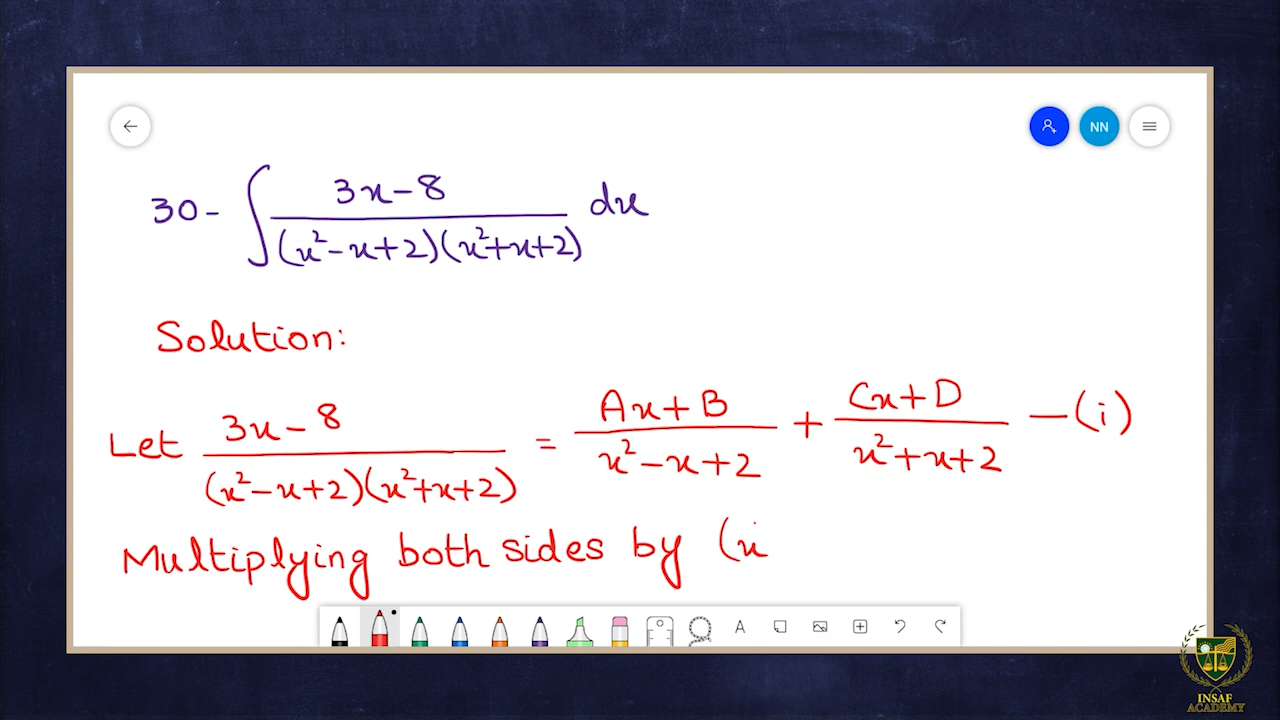 NN
30- ∫ (3x-8)/((x²-x+2)(x²+x+2)) dx
Solution:
Let (3x-8)/((x²-x+2)(x²+x+2)) = (Ax+B)/(x²-x+2) + (Cx+D)/(x²+x+2) —(i)
Multiplying both sides by (x
A
INSAF
ACADEMY